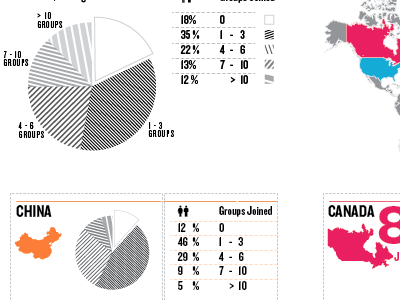 Groups Joined
> 10
GROUPS
7 - 10
GROUPS
4 - 6
GROUPS
1 - 3
GROUPS
18% 0
35% 1 - 3
22% 4 - 6
13% 7 - 10
12% > 10
CHINA
Groups Joined
12 % 0
46 % 1 - 3
29 % 4 - 6
9 % 7 - 10
5 % > 10
CANADA 8
J